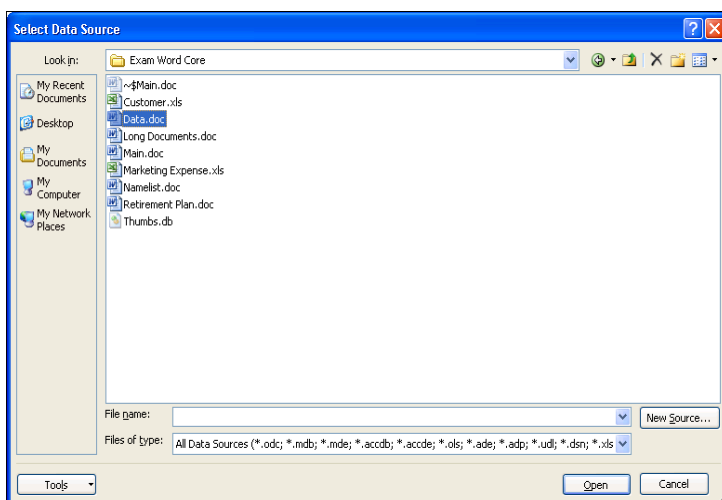 Select Data Source
Look in:
Exam Word Core
My Recent
Documents
Desktop
My
Documents
My
Computer
My Network
Places
~$Main.doc
Customer.xls
Data.doc
Long Documents.doc
Main.doc
Marketing Expense.xls
Namelist.doc
Retirement Plan.doc
Thumbs.db
File name:
New Source...
Files of type:
All Data Sources (*.odc; *.mdb; *.mde; *.accdb; *.accde; *.ols; *.ade; *.adp; *.udl; *.dsn; *.xls
Tools
Open
Cancel